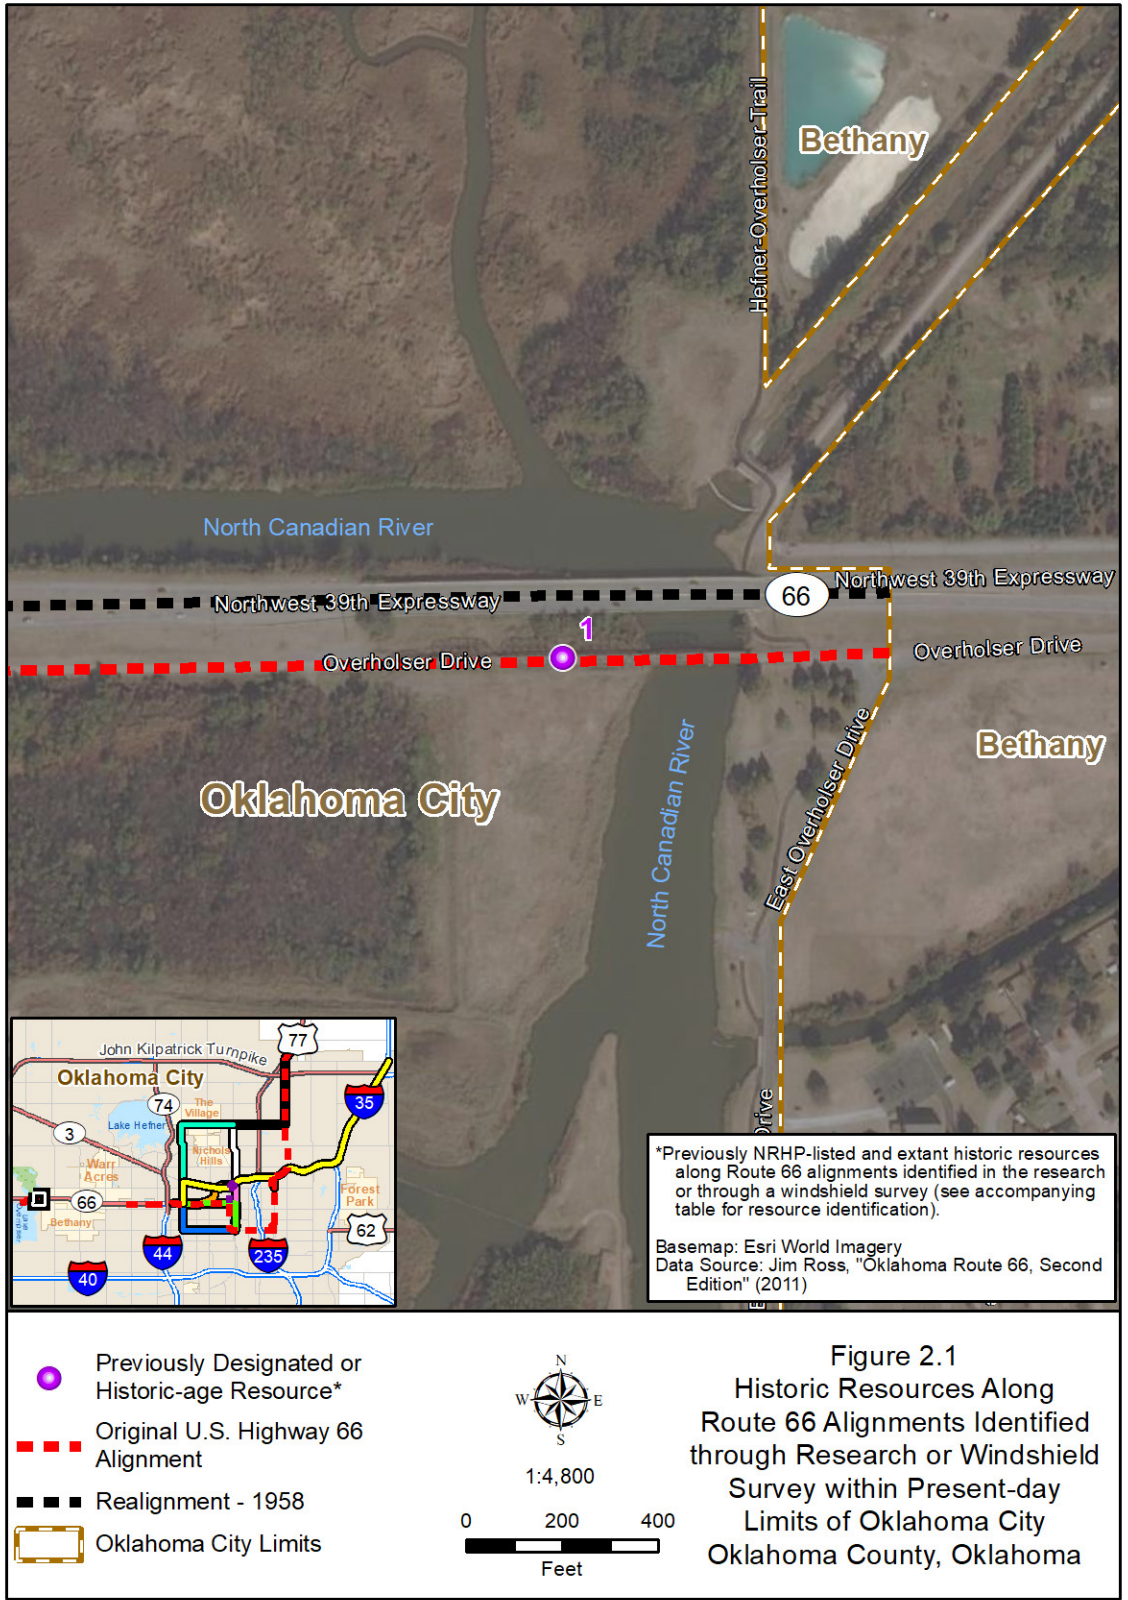 Hefner-Overholser Trail
Bethany
North Canadian River
Northwest 39th Expressway
66
Northwest 39th Expressway
1
Overholser Drive
Overholser Drive
Bethany
Oklahoma City
North Canadian River
East Overholser Drive
Drive
77
John Kilpatrick Turnpike
Oklahoma City
35
74
The
Village
Lake Hefner
3
Nichols
Hills
Warr
Acres
66
Forest
Park
Bethany
62
44
235
40
*Previously NRHP-listed and extant historic resources
along Route 66 alignments identified in the research
or through a windshield survey (see accompanying
table for resource identification).
Basemap: Esri World Imagery
Data Source: Jim Ross, "Oklahoma Route 66, Second
Edition" (2011)
Previously Designated or
Historic-age Resource*
Original U.S. Highway 66
Alignment
Realignment - 1958
Oklahoma City Limits
N
W E
S
1:4,800
0 200 400
Feet
Figure 2.1
Historic Resources Along
Route 66 Alignments Identified
through Research or Windshield
Survey within Present-day
Limits of Oklahoma City
Oklahoma County, Oklahoma